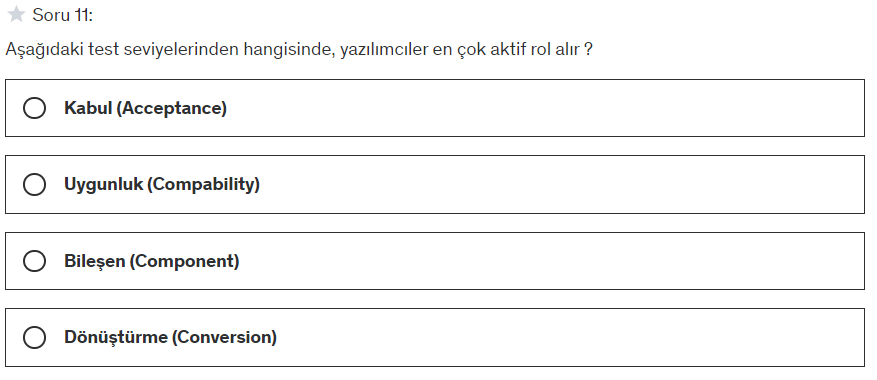 Soru 11:
Aşağıdaki test seviyelerinden hangisinde, yazılımcılar en çok aktif rol alır ?
Kabul (Acceptance)
Uygunluk (Compability)
Bileşen (Component)
Dönüştürme (Conversion)